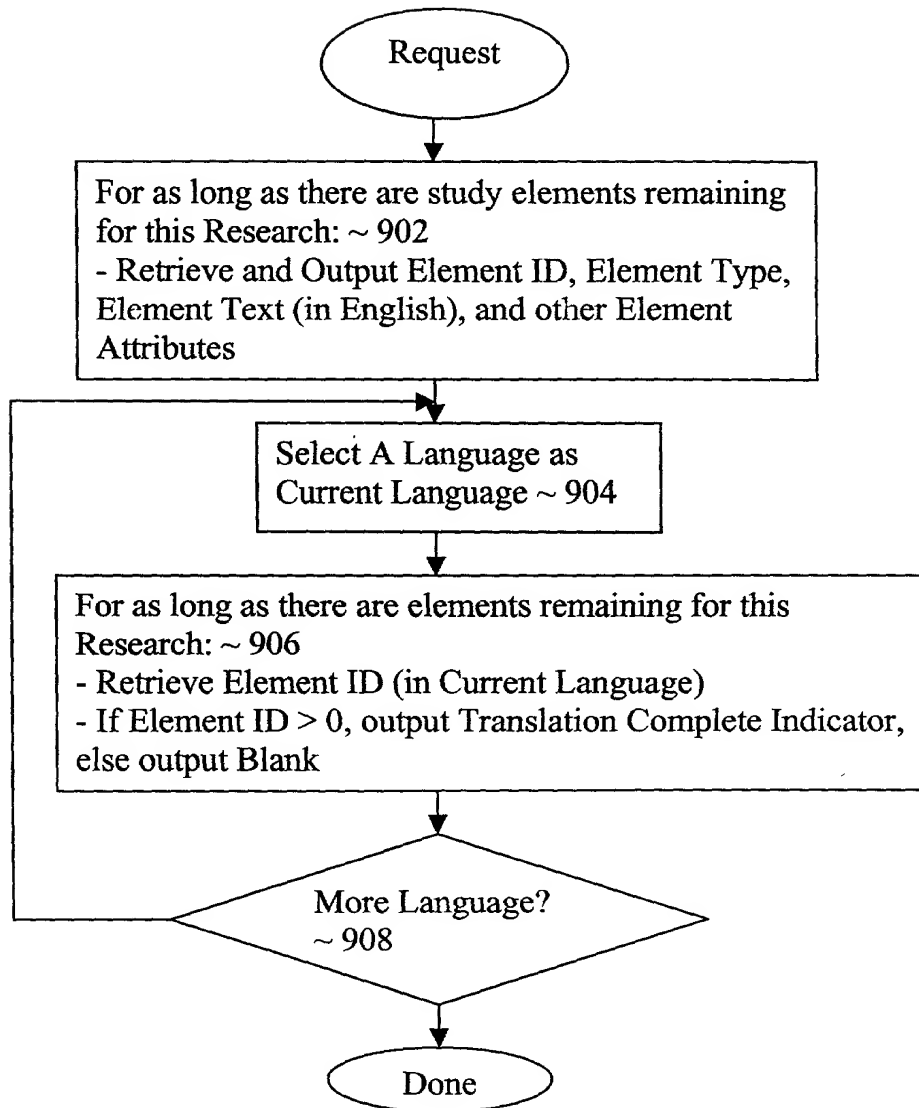 Request
For as long as there are study elements remaining
for this Research: ~ 902
- Retrieve and Output Element ID, Element Type,
Element Text (in English), and other Element
Attributes
Select A Language as
Current Language ~ 904
For as long as there are elements remaining for this
Research: ~ 906
- Retrieve Element ID (in Current Language)
- If Element ID > 0, output Translation Complete Indicator,
else output Blank
More Language?
~ 908
Done